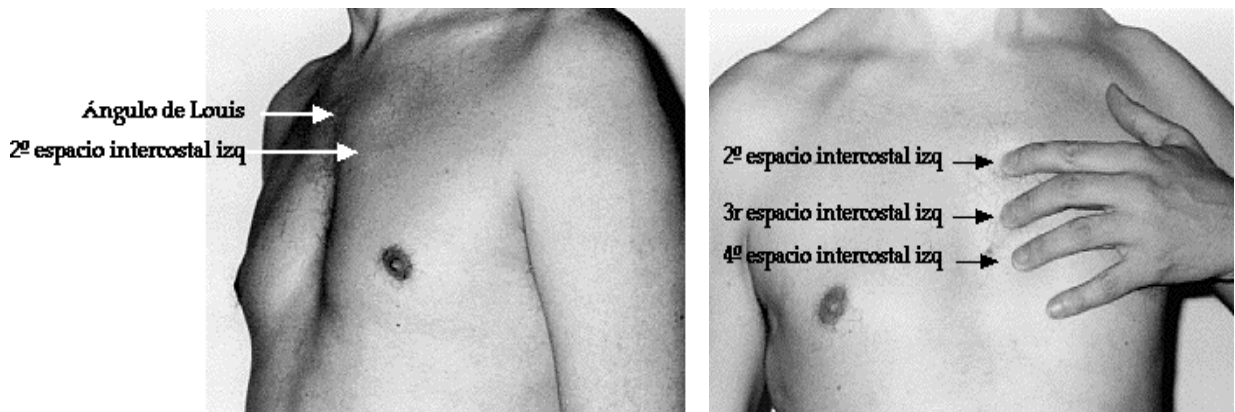 Ángulo de Louis
2º espacio intercostal izq
2º espacio intercostal izq
3r espacio intercostal izq
4º espacio intercostal izq